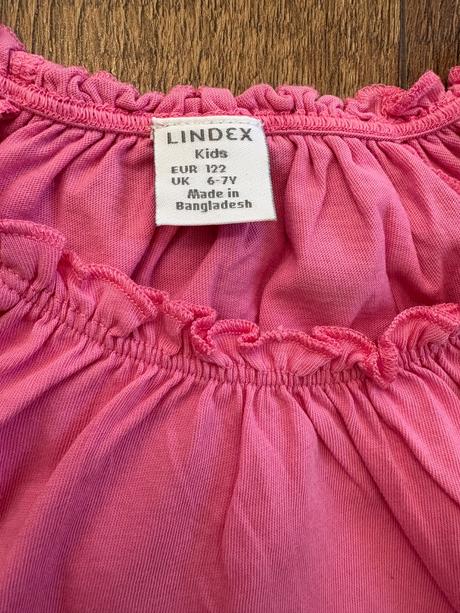 LINDEX
Kids
EUR 122
UK 6-7Y
Made in
Bangladesh